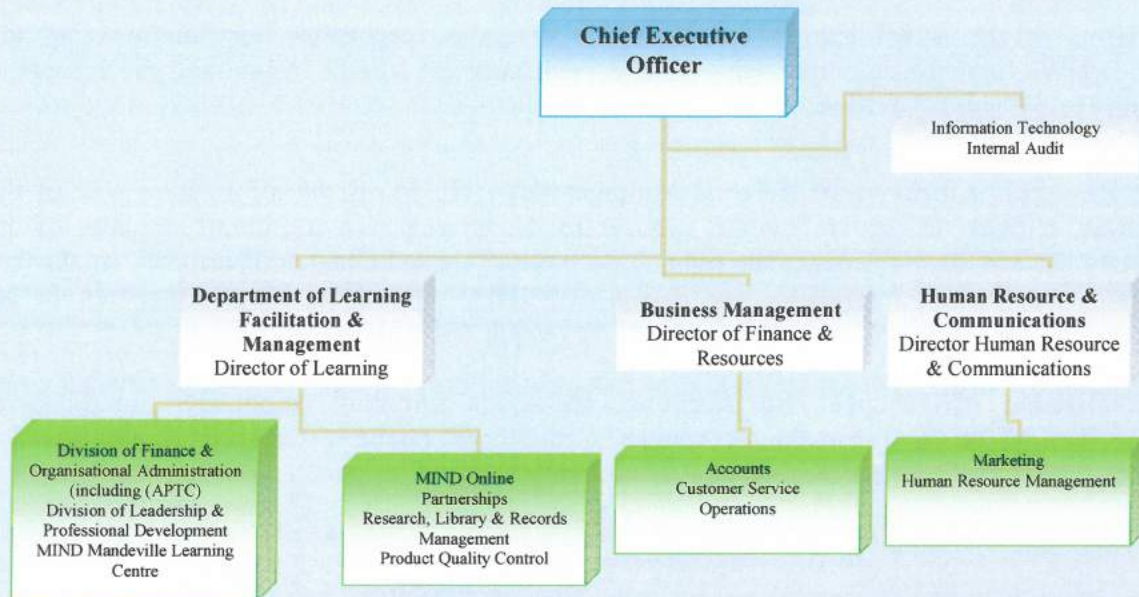 Chief Executive
Officer
Information Technology
Internal Audit
Department of Learning
Facilitation &
Management
Director of Learning
Business Management
Director of Finance &
Resources
Human Resource &
Communications
Director Human Resource
& Communications
Division of Finance &
Organisational Administration
(including (APTC)
Division of Leadership &
Professional Development
MIND Mandeville Learning
Centre
MIND Online
Partnerships
Research, Library & Records
Management
Product Quality Control
Accounts
Customer Service
Operations
Marketing
Human Resource Management